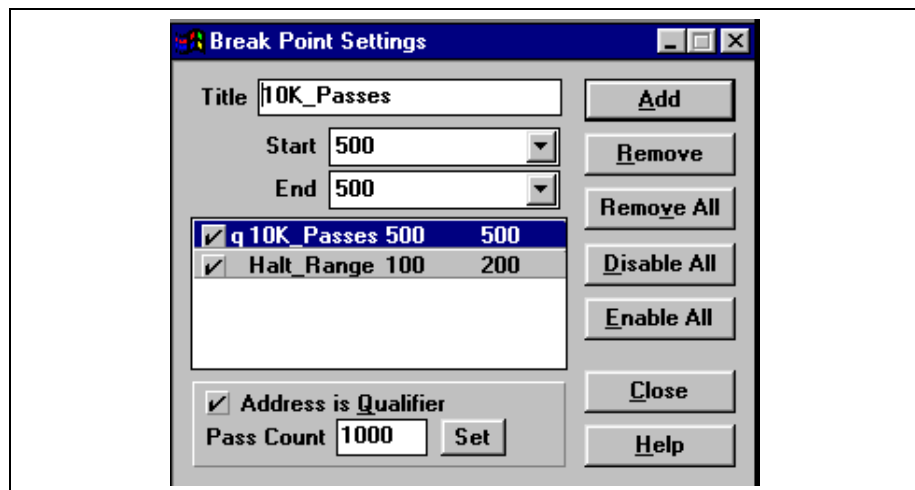 Break Point Settings
Title 10K_Passes
Start 500
End 500
q 10K_Passes 500 500
Halt_Range 100 200
Address is Qualifier
Pass Count 1000 Set
Add
Remove
Remove All
Disable All
Enable All
Close
Help